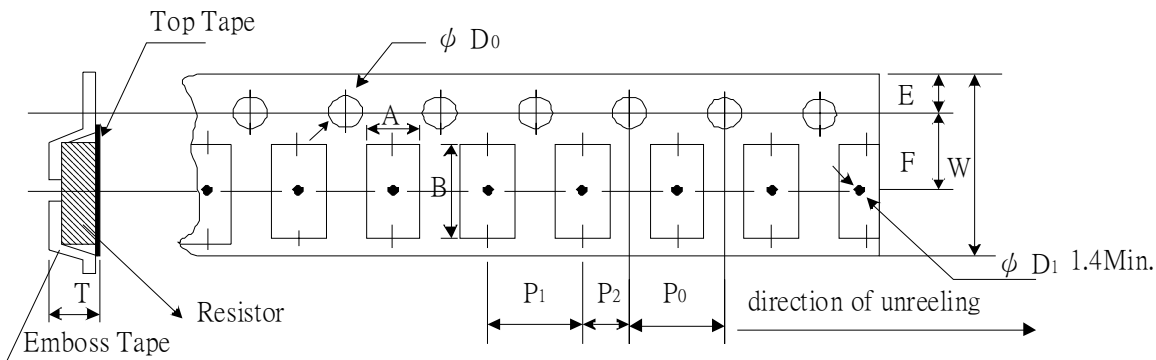 Top Tape
ϕ D0
E
A
F
W
B
ϕ D1 1.4Min.
T
P1
P2
P0
direction of unreeling
Resistor
Emboss Tape